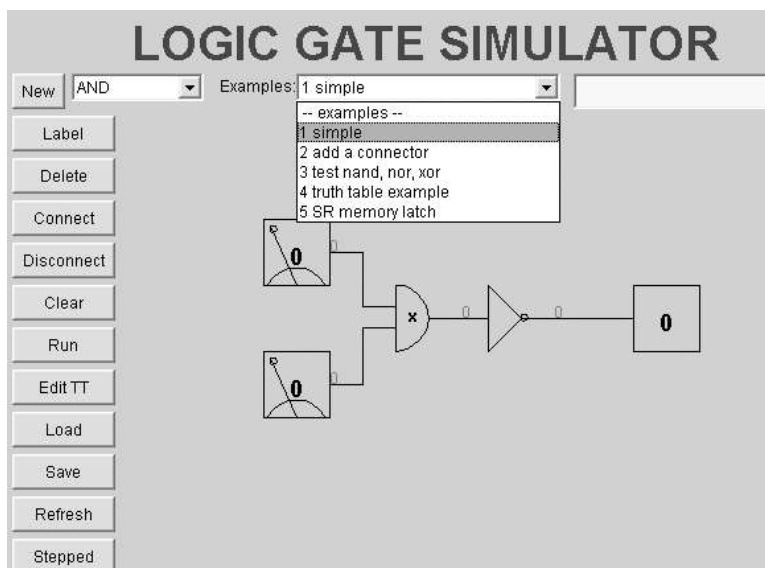 LOGIC GATE SIMULATOR
New AND Examples: 1 simple
-- examples --
1 simple
2 add a connector
3 test nand, nor, xor
4 truth table example
5 SR memory latch
Label
Delete
Connect
Disconnect
Clear
Run
Edit TT
Load
Save
Refresh
Stepped
0 0
x 0 0 0
0 0